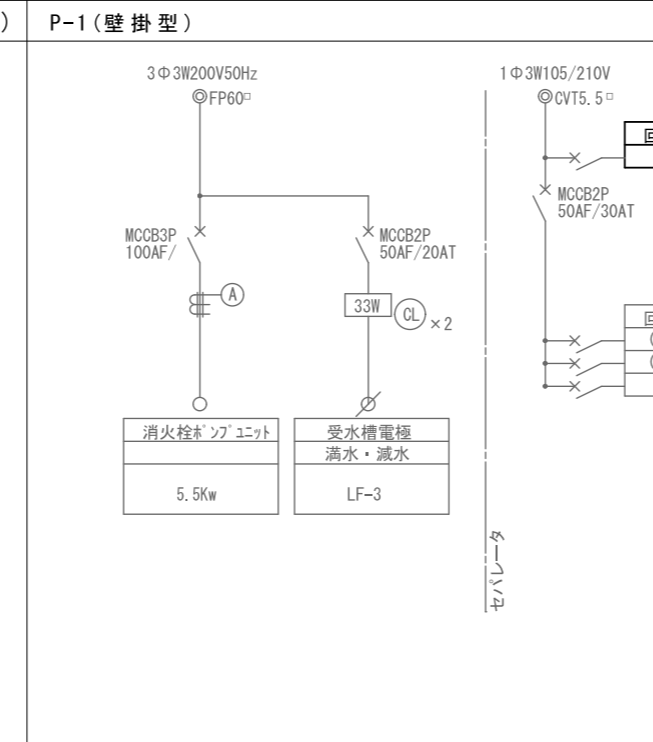 )
P-1(壁掛型)
3Φ3W200V50Hz
FP60□
MCCB3P
100AF/
A
MCCB2P
50AF/20AT
33W
CL
×2
消火栓ポンプユニット
5.5Kw
受水槽電極
満水・減水
LF-3
セパレータ
1Φ3W105/210V
CVT5.5□
MCCB2P
50AF/30AT